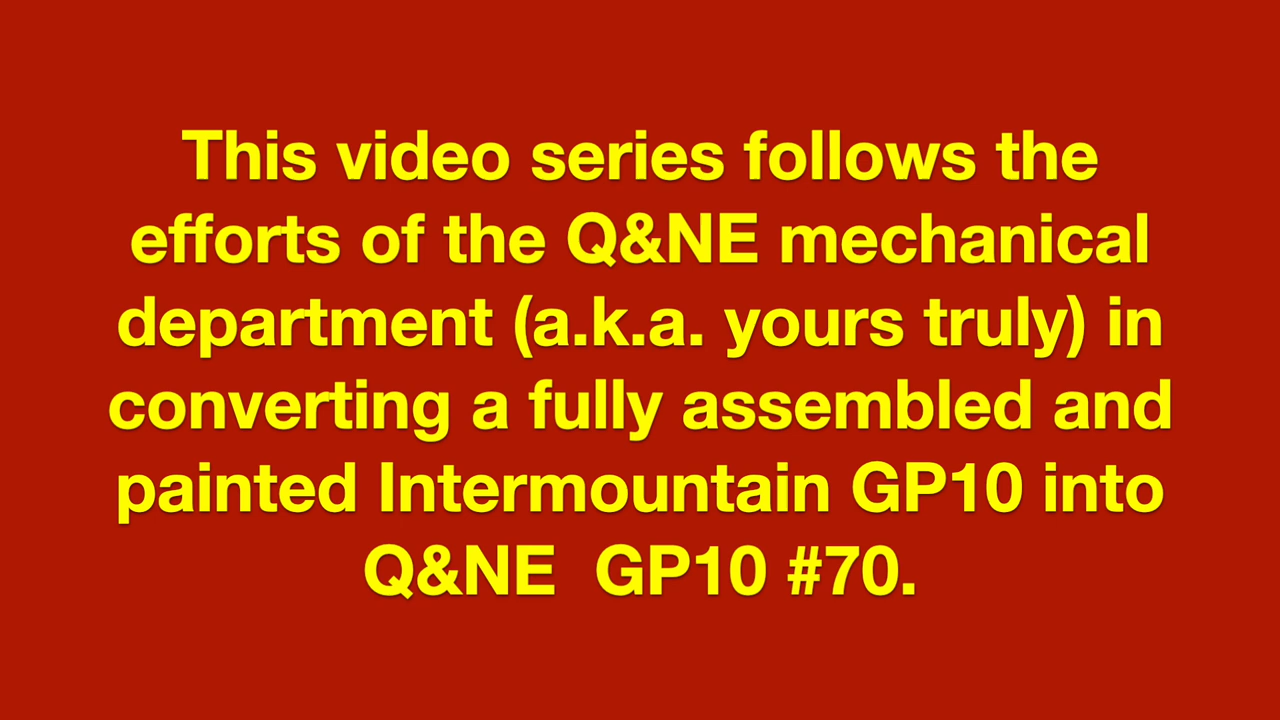 This video series follows the
efforts of the Q&NE mechanical
department (a.k.a. yours truly) in
converting a fully assembled and
painted Intermountain GP10 into
Q&NE  GP10 #70.